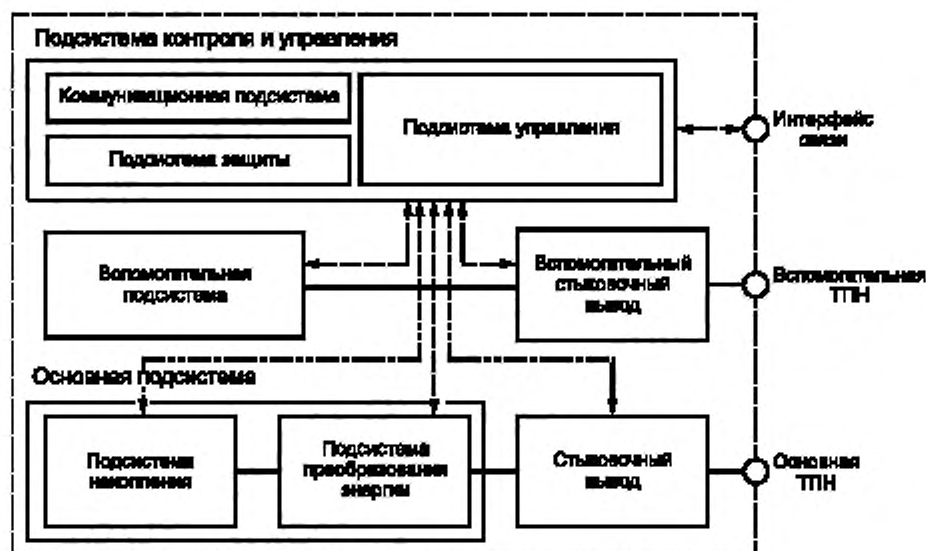 Подсистема контроля и управления
Коммуникационная подсистема
Подсистема защиты
Подсистема управления
Интерфейс
связи
Вспомогательная
подсистема
Вспомогательный
стыковочный
вывод
Вспомогательная
ТПН
Основная подсистема
Подсистема
накопления
Подсистема
преобразования
энергии
Стыковочный
вывод
Основная
ТПН